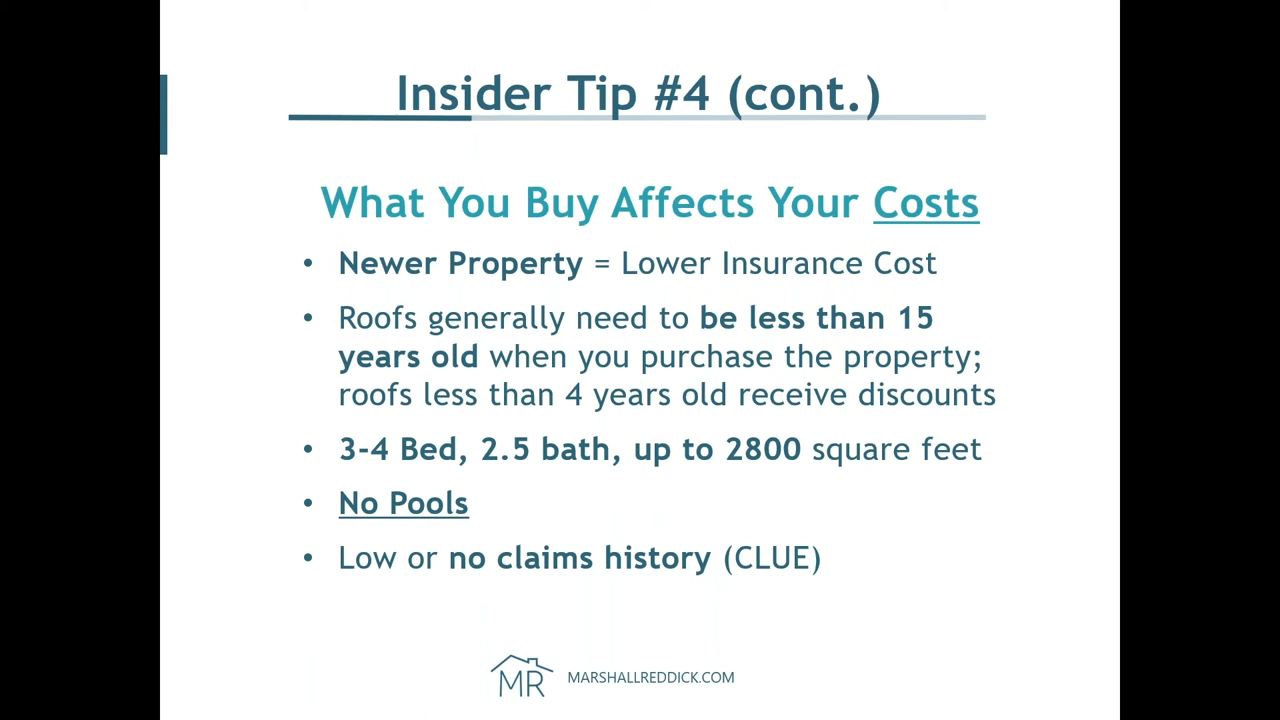 Insider Tip #4 (cont.)
What You Buy Affects Your Costs
• Newer Property = Lower Insurance Cost
• Roofs generally need to be less than 15
years old when you purchase the property;
roofs less than 4 years old receive discounts
• 3-4 Bed, 2.5 bath, up to 2800 square feet
• No Pools
• Low or no claims history (CLUE)
MR MARSHALLREDDICK.COM